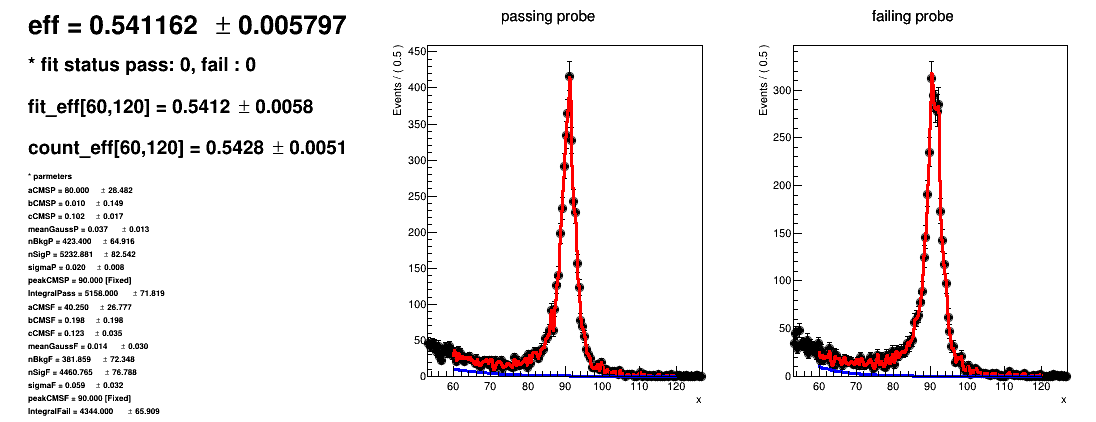 eff = 0.541162 ± 0.005797
* fit status pass: 0, fail : 0
fit_eff[60,120] = 0.5412 ± 0.0058
count_eff[60,120] = 0.5428 ± 0.0051
* parmeters
aCMSP = 80.000 ± 28.482
bCMSP = 0.010 ± 0.149
cCMSP = 0.102 ± 0.017
meanGaussP = 0.037 ± 0.013
nBkgP = 423.400 ± 64.916
nSigP = 5232.881 ± 82.542
sigmaP = 0.020 ± 0.008
peakCMSP = 90.000 [Fixed]
IntegralPass = 5158.000 ± 71.819
aCMSF = 40.250 ± 26.777
bCMSF = 0.198 ± 0.198
cCMSF = 0.123 ± 0.035
meanGaussF = 0.014 ± 0.030
nBkgF = 381.859 ± 72.348
nSigF = 4460.765 ± 76.788
sigmaF = 0.059 ± 0.032
peakCMSF = 90.000 [Fixed]
IntegralFail = 4344.000 ± 65.909
passing probe
Events / ( 0.5 )
450
400
350
300
250
200
150
100
50
0
60 70 80 90 100 110 120
x
failing probe
Events / ( 0.5 )
300
250
200
150
100
50
0
60 70 80 90 100 110 120
x